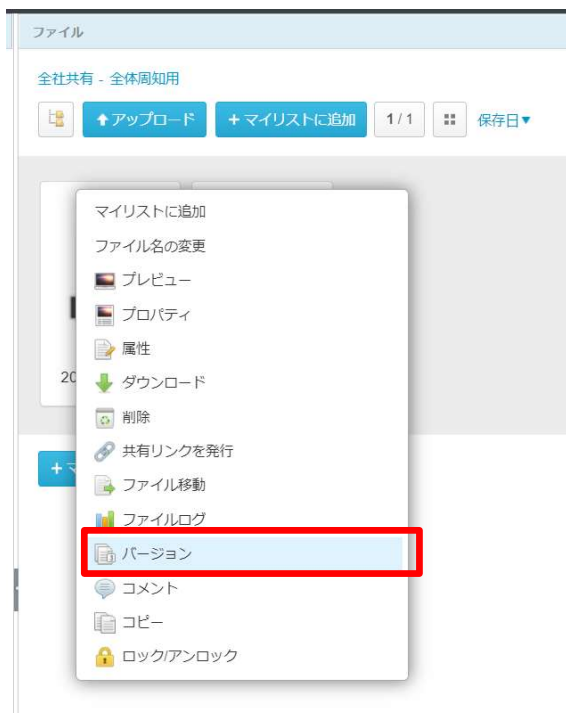 ファイル
全社共有 - 全体周知用
アップロード +マイリストに追加 1 / 1 保存日▼
マイリストに追加
ファイル名の変更
プレビュー
プロパティ
属性
20
ダウンロード
削除
共有リンクを発行
+マ
ファイル移動
ファイルログ
バージョン
コメント
コピー
ロック/アンロック